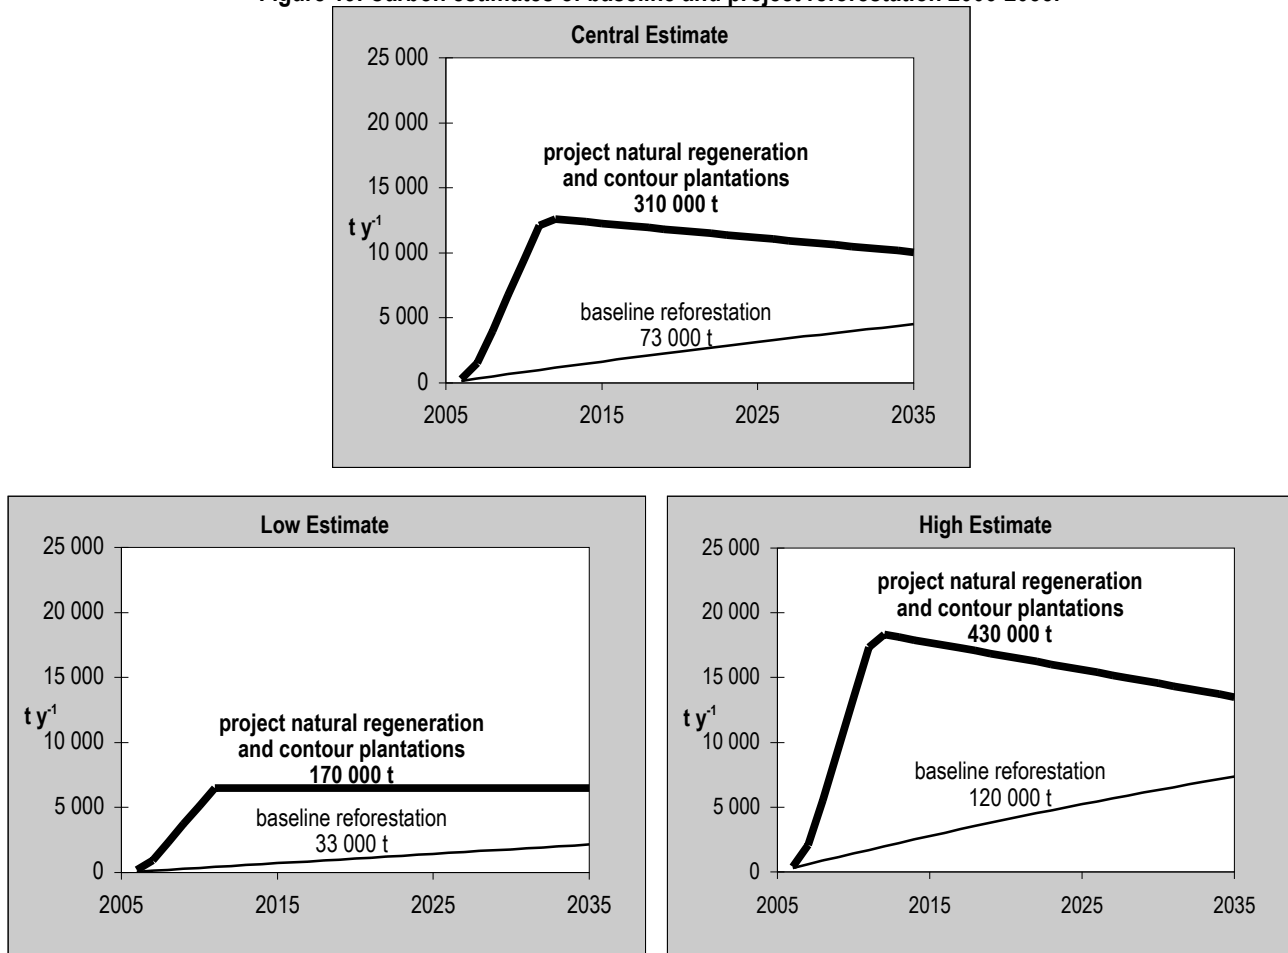 Central Estimate
25 000
20 000
project natural regeneration
and contour plantations
15 000
310 000 t
t y-1
10 000
baseline reforestation
5 000
73 000 t
0
2005 2015 2025 2035
Low Estimate
25 000
20 000
15 000
t y-1
project natural regeneration
10 000
and contour plantations
170 000 t
5 000
baseline reforestation
33 000 t
0
2005 2015 2025 2035
High Estimate
25 000
project natural regeneration
20 000
and contour plantations
430 000 t
15 000
t y-1
10 000
baseline reforestation
5 000
120 000 t
0
2005 2015 2025 2035